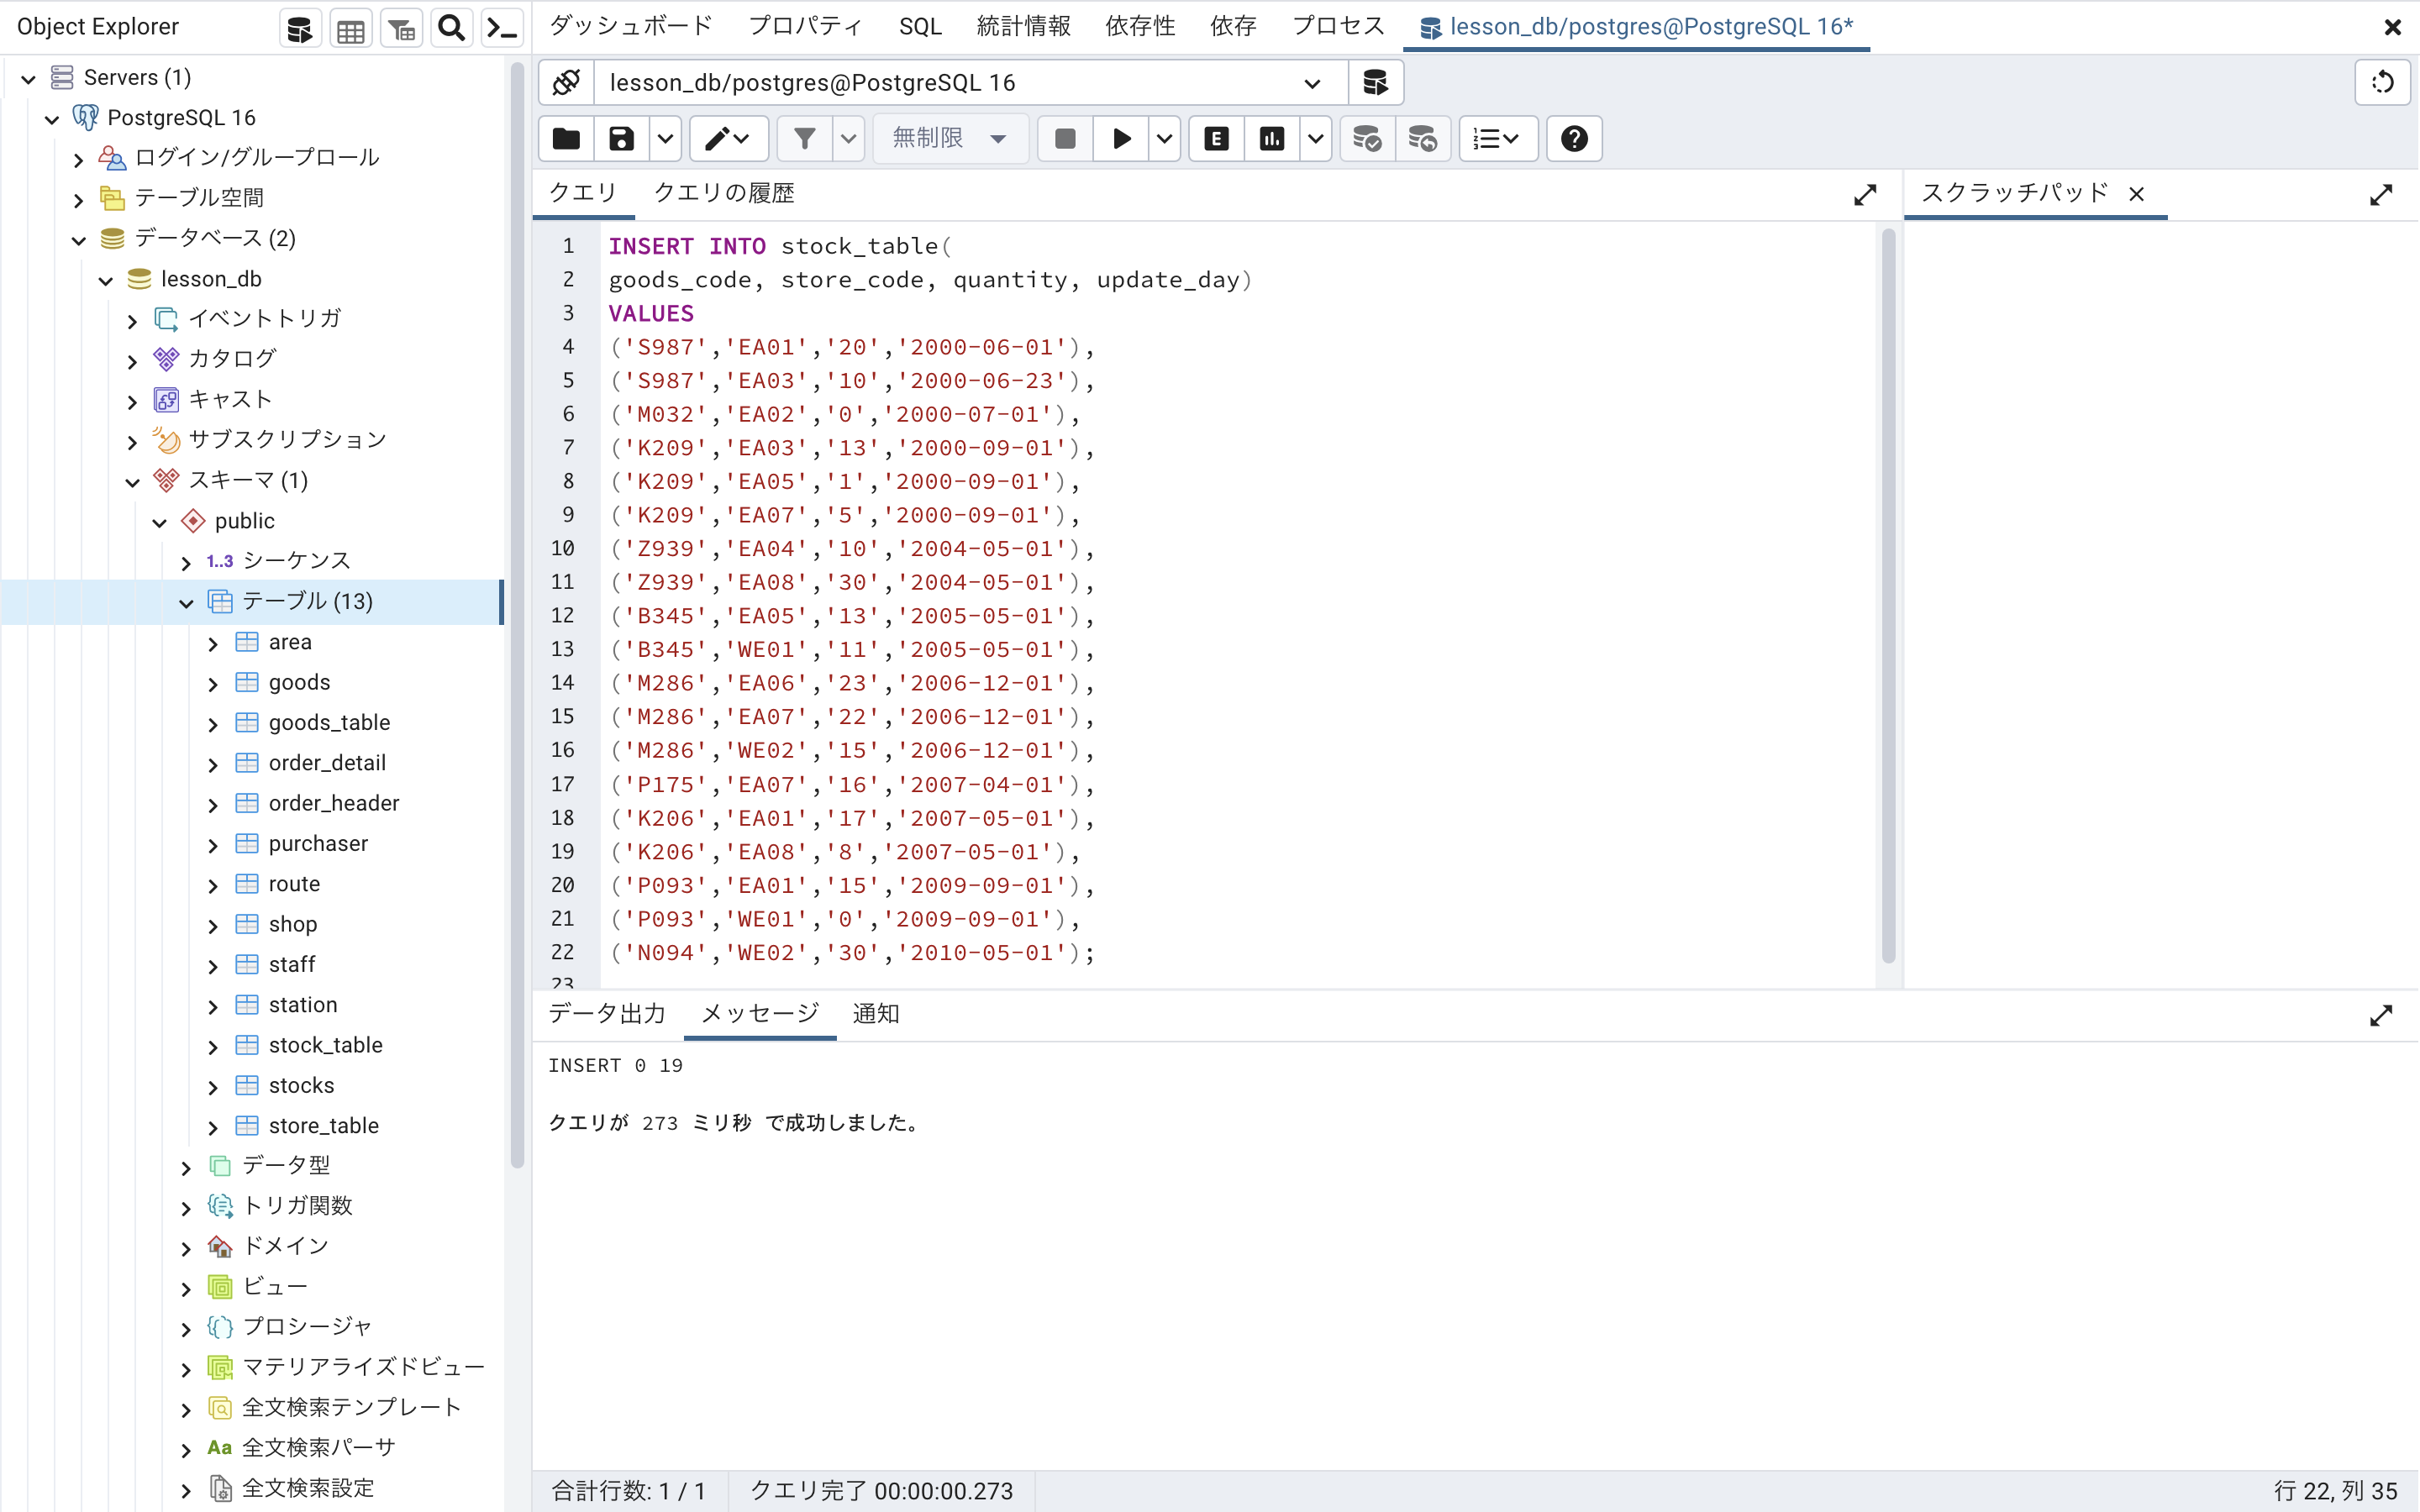 Object Explorer
Servers (1)
PostgreSQL 16
ログイン/グループロール
テーブル空間
データベース (2)
lesson_db
イベントトリガ
カタログ
キャスト
サブスクリプション
スキーマ (1)
public
1..3 シーケンス
テーブル (13)
area
goods
goods_table
order_detail
order_header
purchaser
route
shop
staff
station
stock_table
stocks
store_table
データ型
トリガ関数
ドメイン
ビュー
プロシージャ
マテリアライズドビュー
全文検索テンプレート
Aa 全文検索パーサ
全文検索設定
ダッシュボード プロパティ SQL 統計情報 依存性 依存 プロセス lesson_db/postgres@PostgreSQL 16*
lesson_db/postgres@PostgreSQL 16
無制限 E
クエリ クエリの履歴
スクラッチパッド
1 INSERT INTO stock_table(
2 goods_code, store_code, quantity, update_day)
3 VALUES
4 ('S987','EA01','20','2000-06-01'),
5 ('S987','EA03','10','2000-06-23'),
6 ('M032','EA02','0','2000-07-01'),
7 ('K209','EA03','13','2000-09-01'),
8 ('K209','EA05','1','2000-09-01'),
9 ('K209','EA07','5','2000-09-01'),
10 ('Z939','EA04','10','2004-05-01'),
11 ('Z939','EA08','30','2004-05-01'),
12 ('B345','EA05','13','2005-05-01'),
13 ('B345','WE01','11','2005-05-01'),
14 ('M286','EA06','23','2006-12-01'),
15 ('M286','EA07','22','2006-12-01'),
16 ('M286','WE02','15','2006-12-01'),
17 ('P175','EA07','16','2007-04-01'),
18 ('K206','EA01','17','2007-05-01'),
19 ('K206','EA08','8','2007-05-01'),
20 ('P093','EA01','15','2009-09-01'),
21 ('P093','WE01','0','2009-09-01'),
22 ('N094','WE02','30','2010-05-01');
23
データ出力 メッセージ 通知
INSERT 0 19
クエリが 273 ミリ秒 で成功しました。
合計行数: 1 / 1 クエリ完了 00:00:00.273 行 22, 列 35